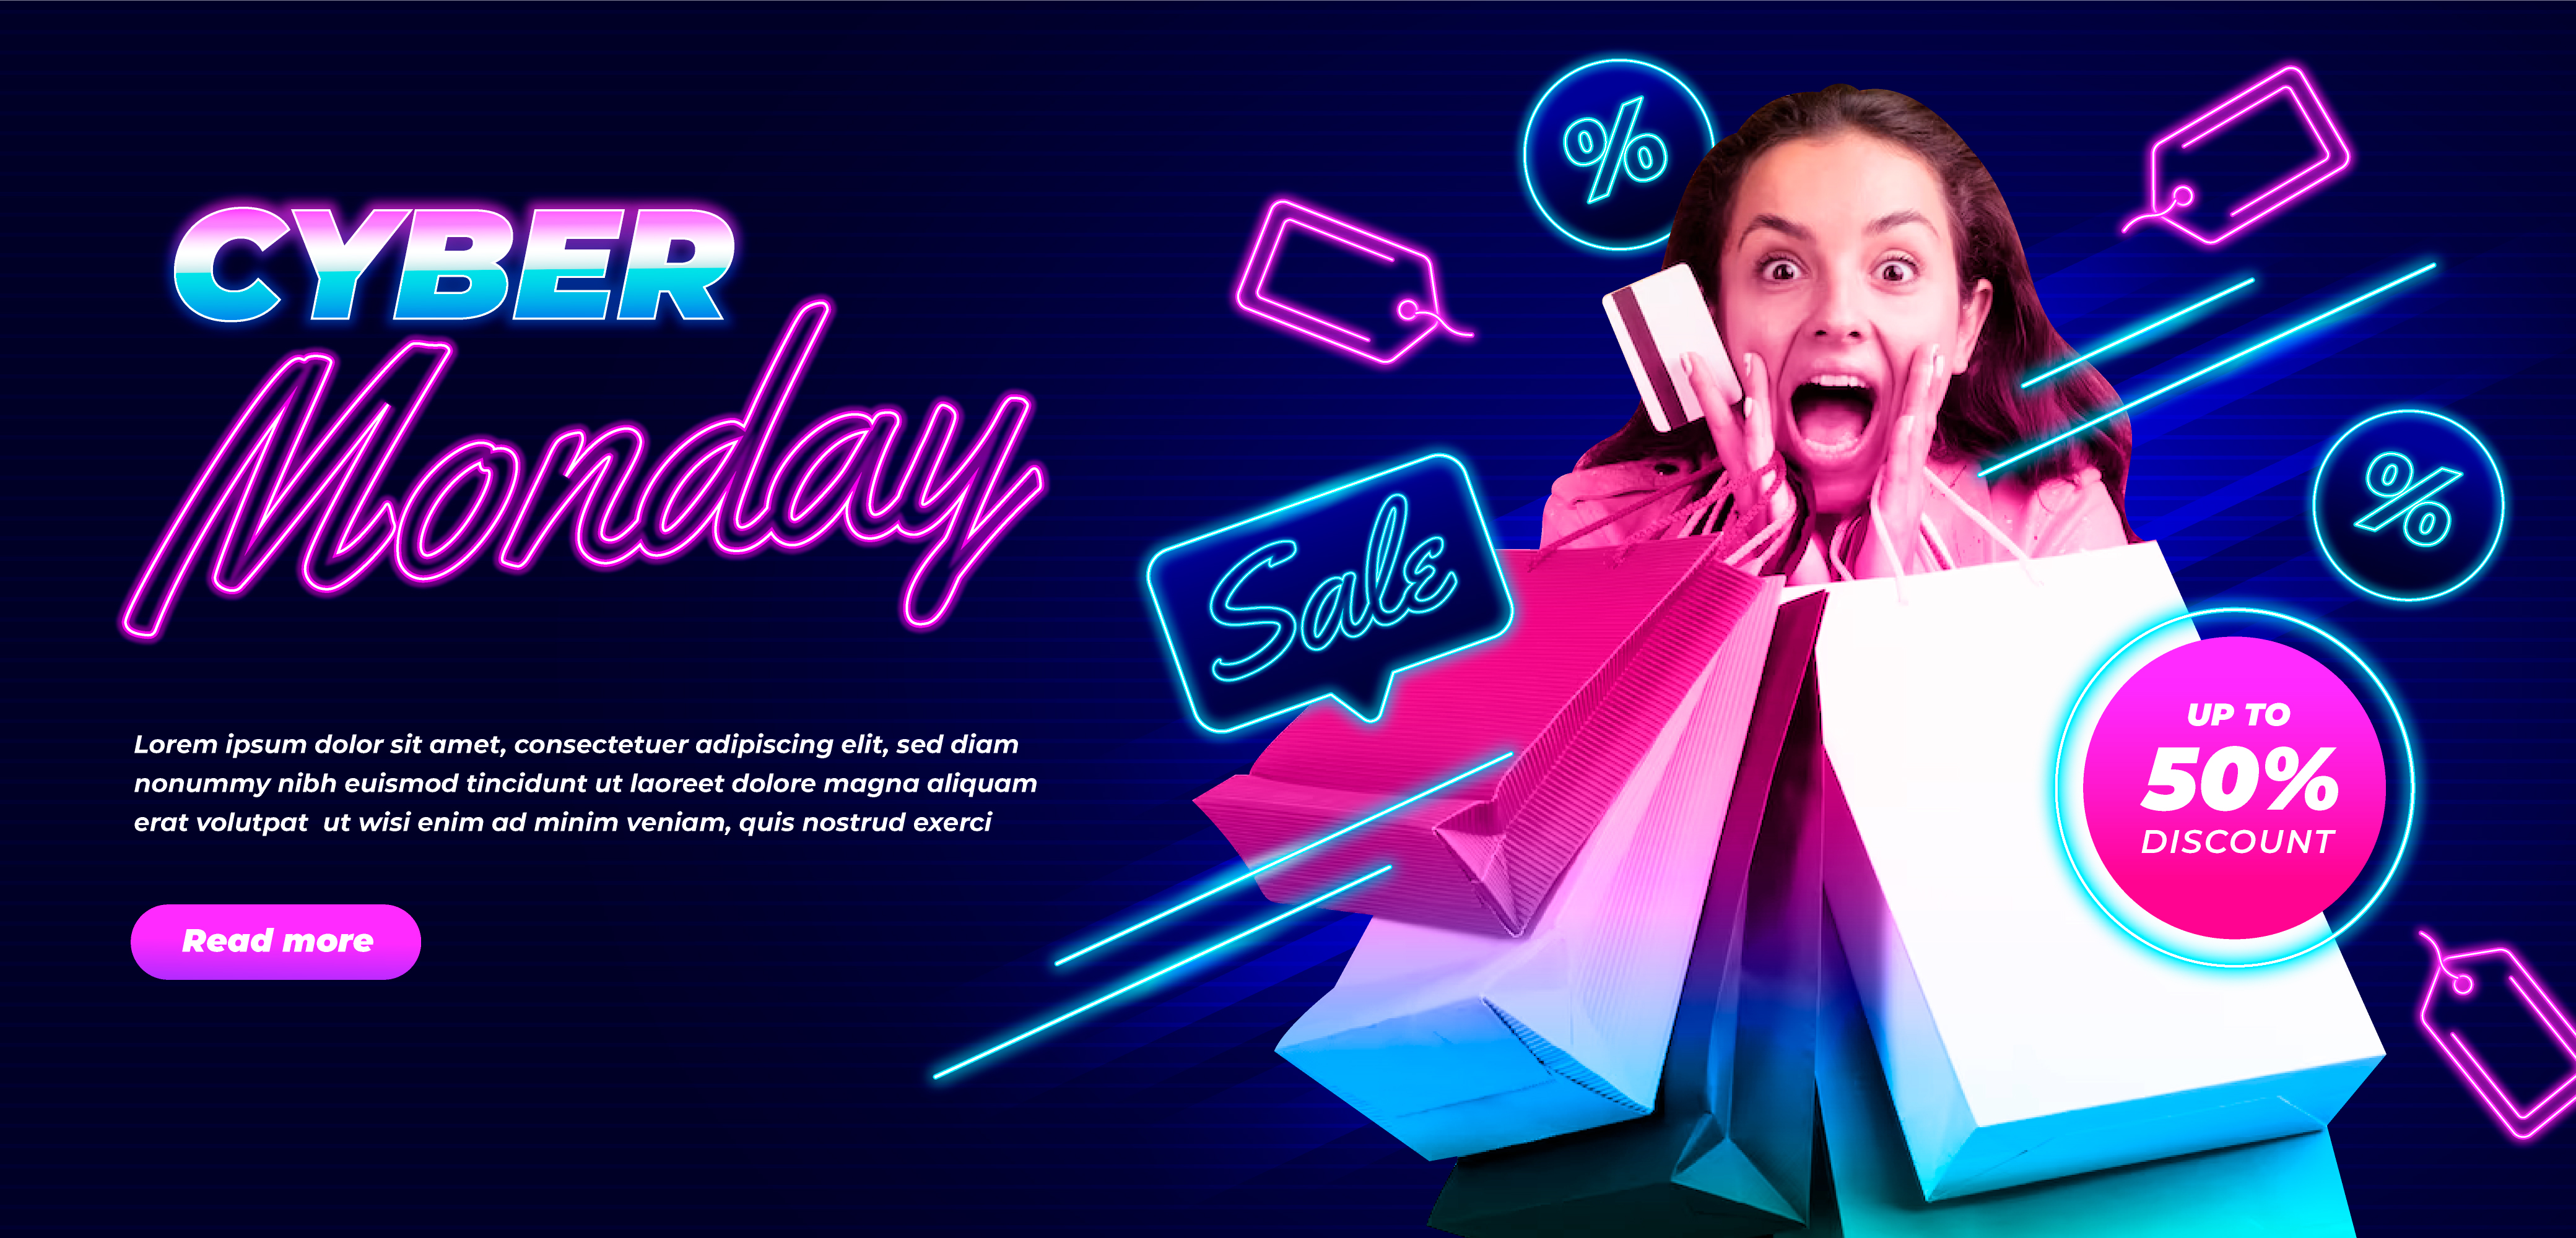 CYBER
Monday
Lorem ipsum dolor sit amet, consectetuer adipiscing elit, sed diam
nonummy nibh euismod tincidunt ut laoreet dolore magna aliquam
erat volutpat  ut wisi enim ad minim veniam, quis nostrud exerci
Read more
%
Sale
%
UP TO
50%
DISCOUNT